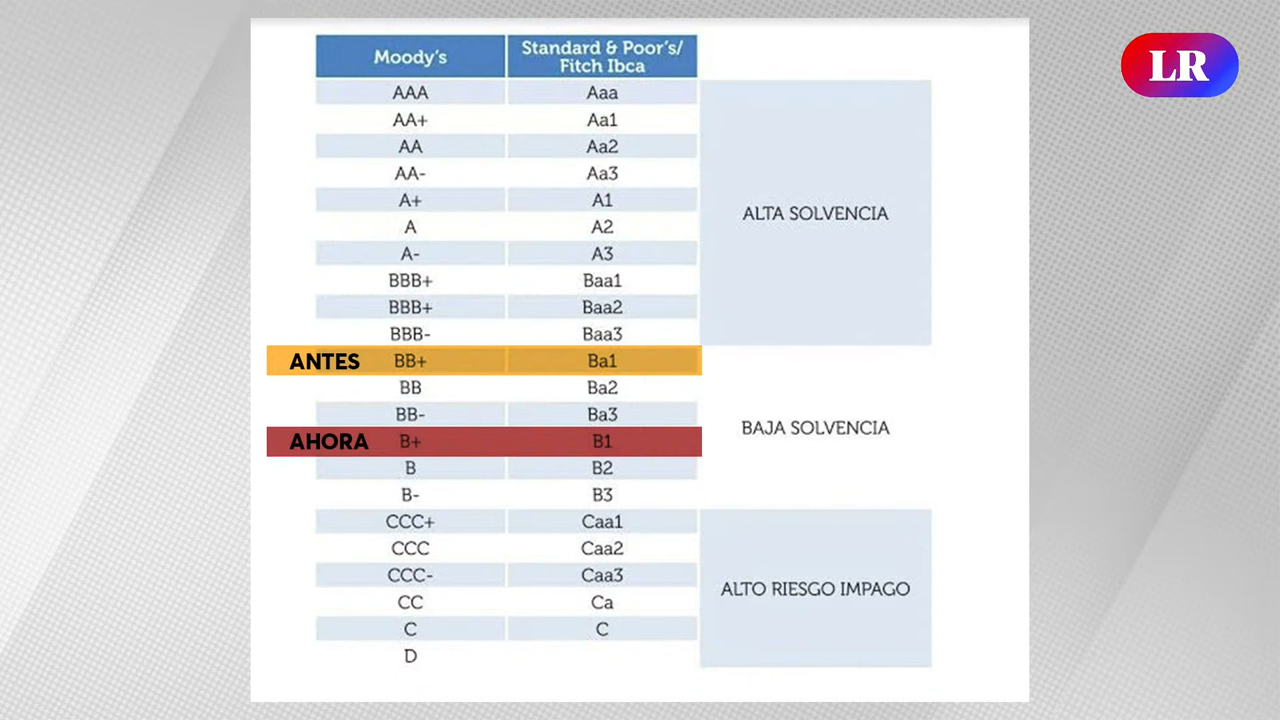 LR
Moody's
Standard & Poor's/
Fitch Ibca
AAA Aaa
AA+ Aa1
AA Aa2
AA- Aa3
A+ A1
A A2
A- A3
BBB+ Baa1
BBB+ Baa2
BBB- Baa3
ALTA SOLVENCIA
ANTES BB+ Ba1
BB Ba2
BB- Ba3
AHORA B+ B1
B B2
B- B3
BAJA SOLVENCIA
CCC+ Caa1
CCC Caa2
CCC- Caa3
CC Ca
C C
D
ALTO RIESGO IMPAGO